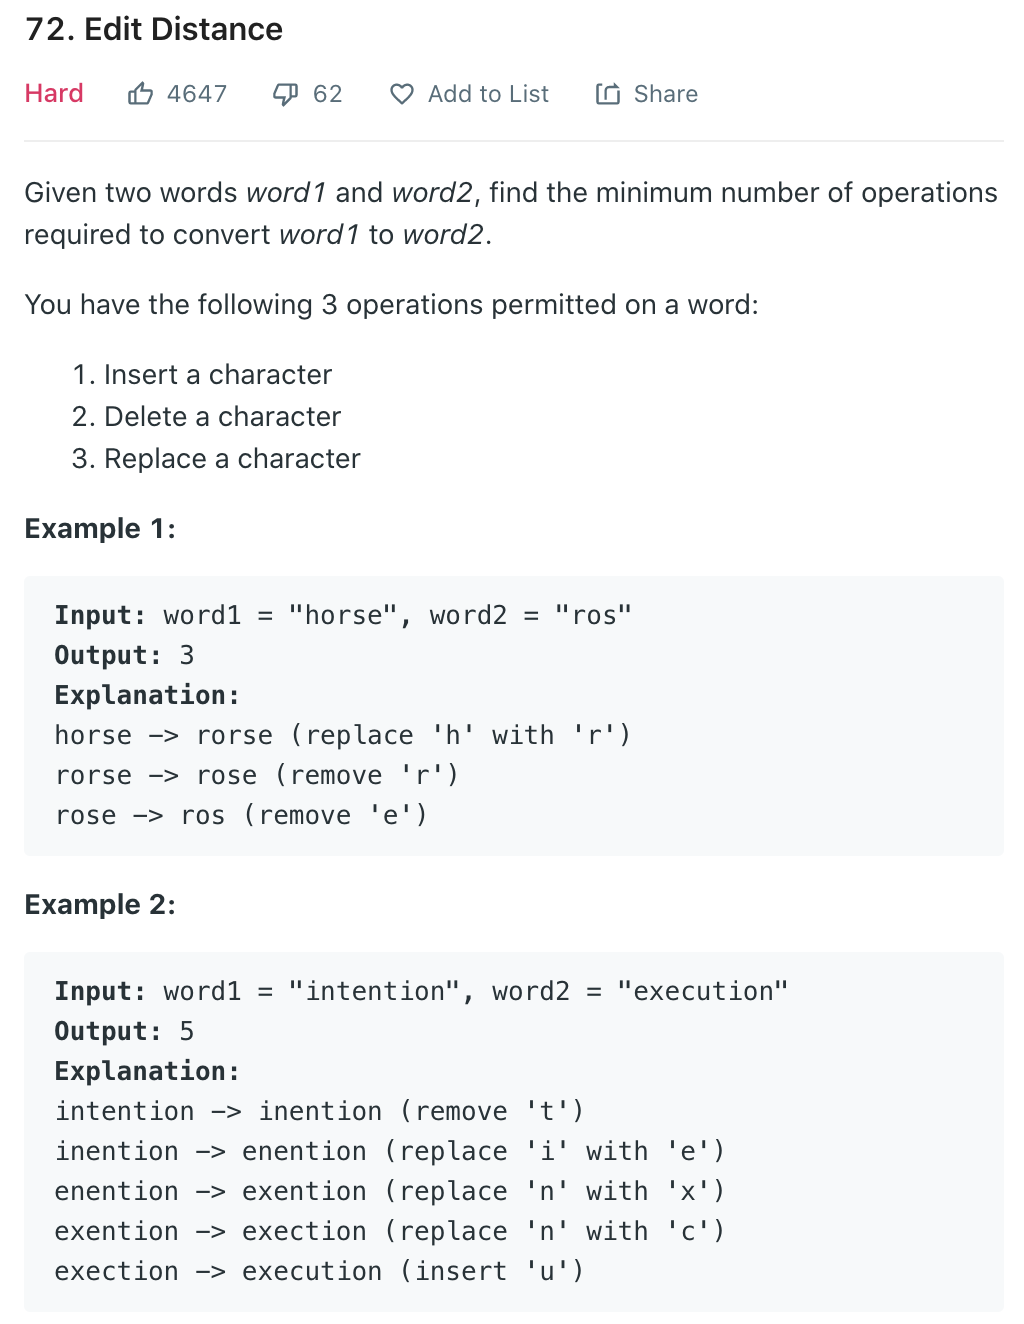 72. Edit Distance
Hard 4647 62 Add to List Share
Given two words word1 and word2, find the minimum number of operations
required to convert word1 to word2.
You have the following 3 operations permitted on a word:
1. Insert a character
2. Delete a character
3. Replace a character
Example 1:
Input: word1 = "horse", word2 = "ros"
Output: 3
Explanation:
horse -> rorse (replace 'h' with 'r')
rorse -> rose (remove 'r')
rose -> ros (remove 'e')
Example 2:
Input: word1 = "intention", word2 = "execution"
Output: 5
Explanation:
intention -> inention (remove 't')
inention -> enention (replace 'i' with 'e')
enention -> exention (replace 'n' with 'x')
exention -> exection (replace 'n' with 'c')
exection -> execution (insert 'u')